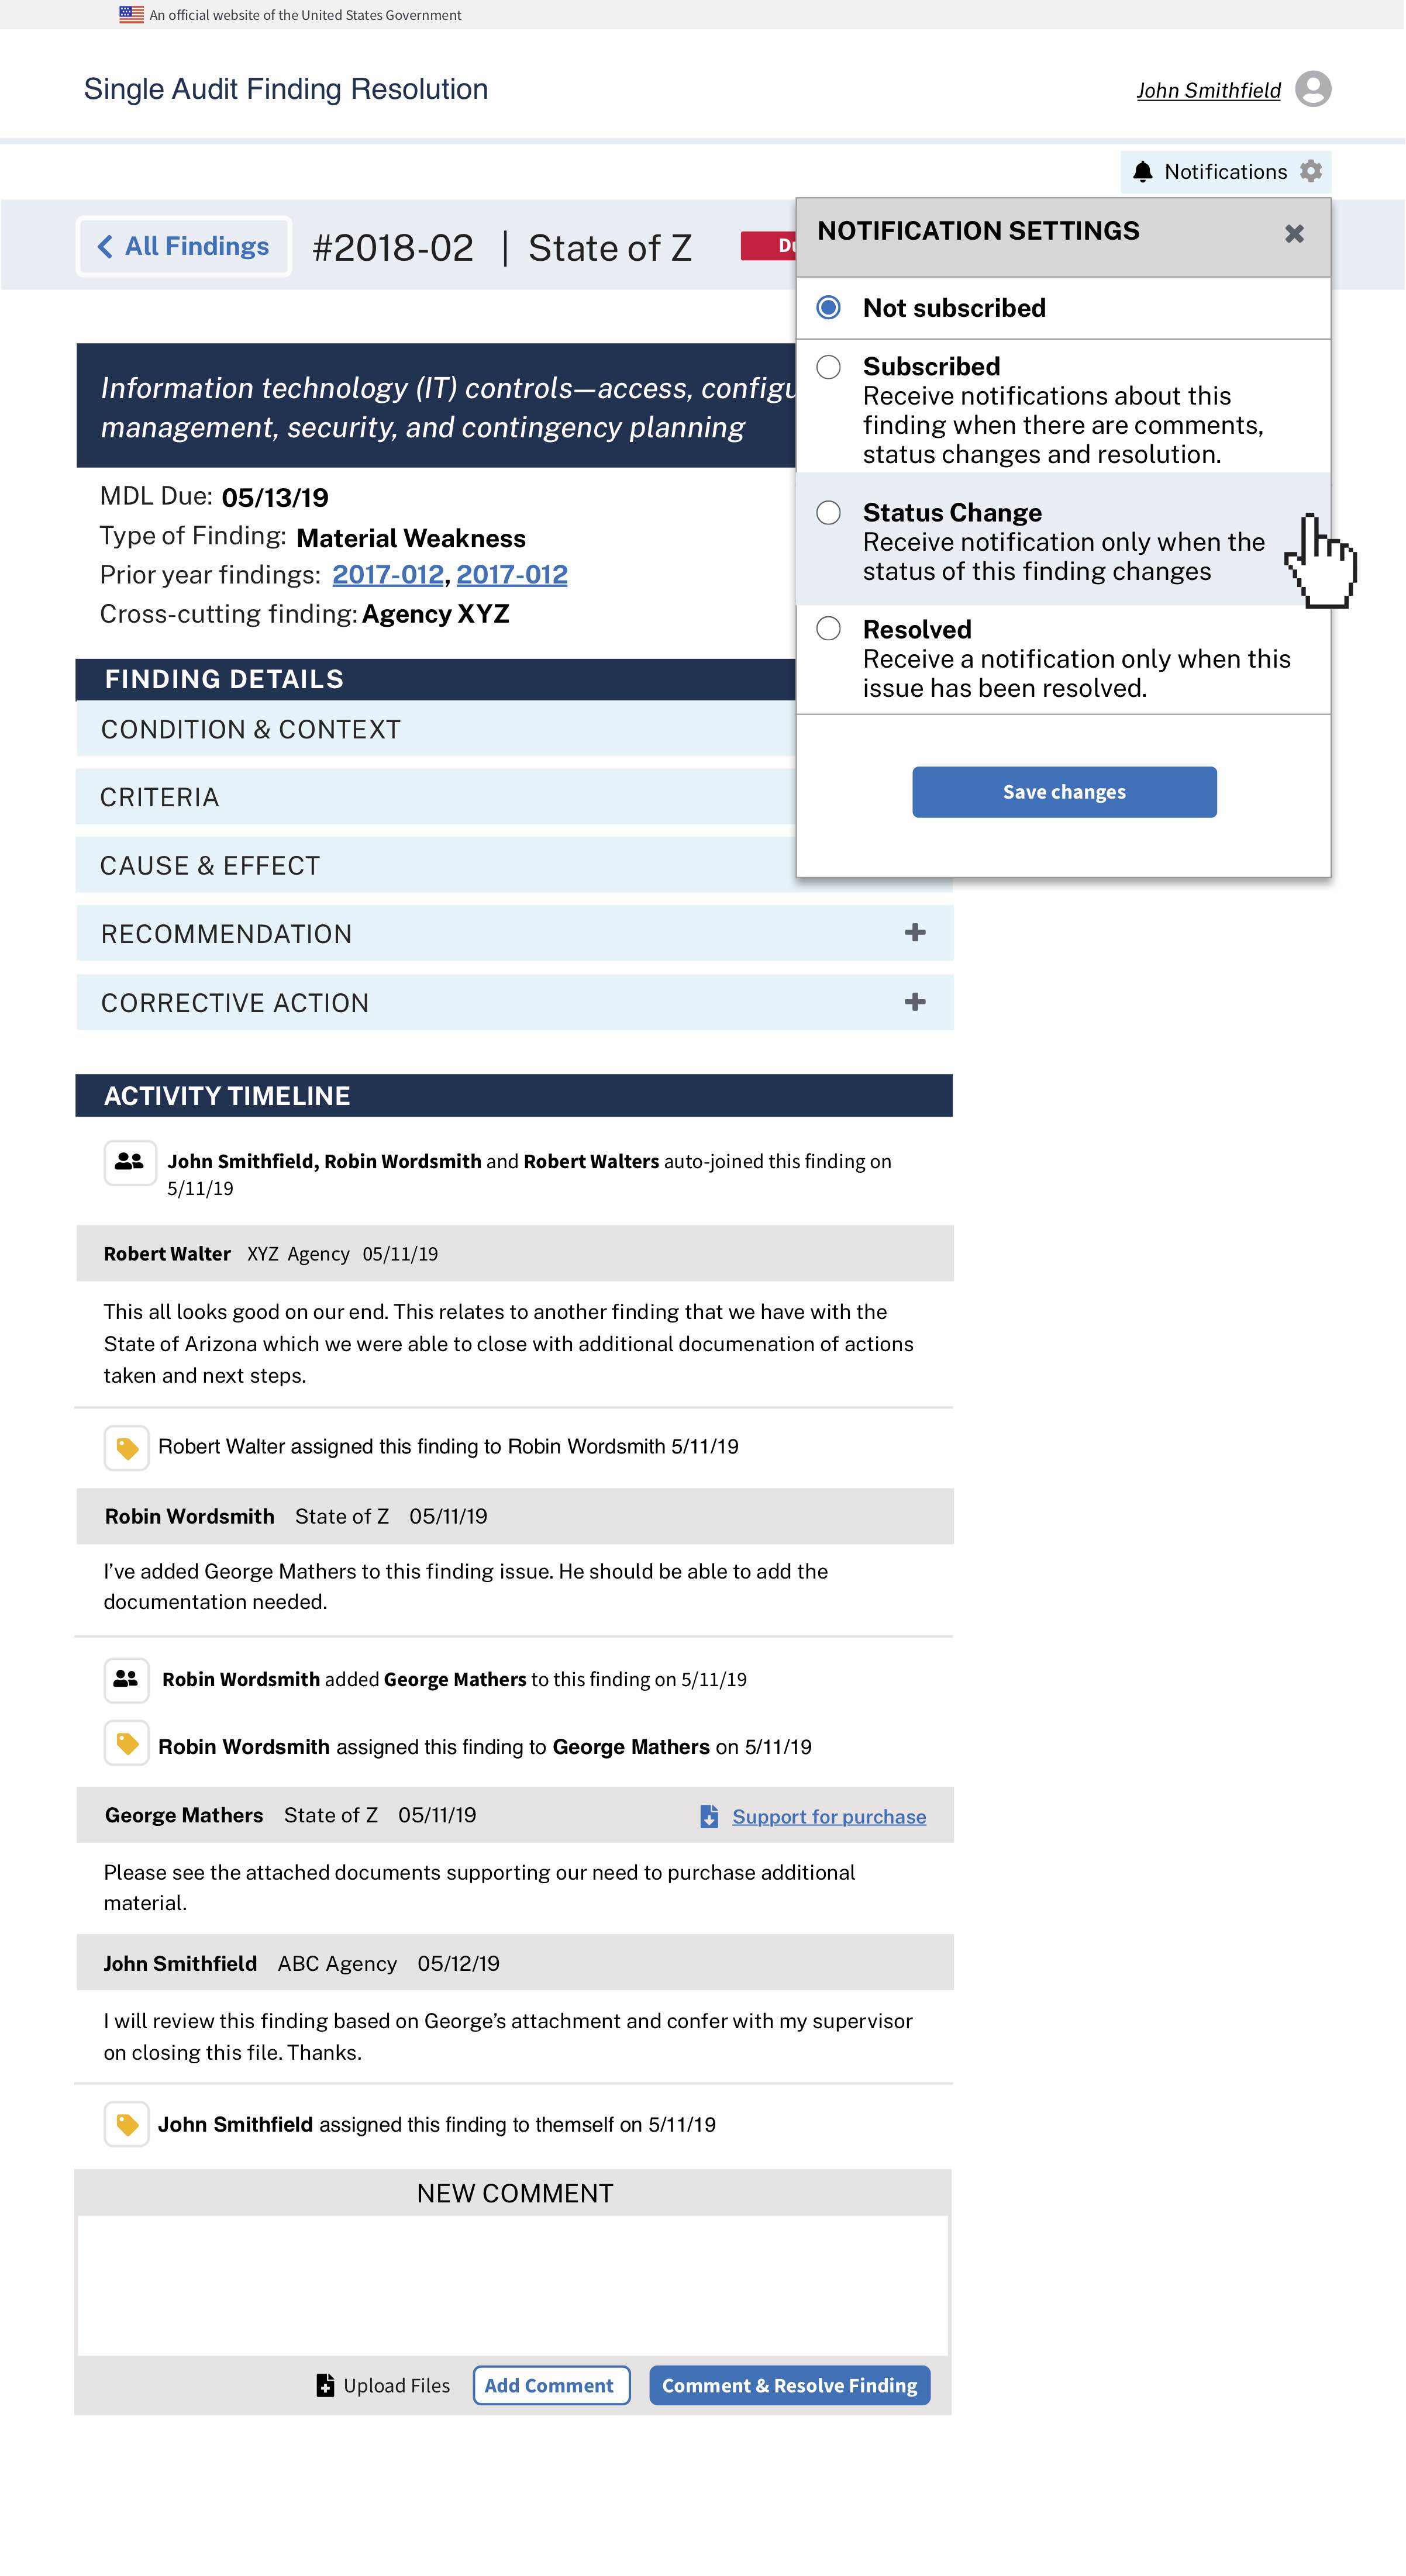 An official website of the United States Government
Single Audit Finding Resolution
John Smithfield
Notifications
All Findings
#2018-02 | State of Z
NOTIFICATION SETTINGS
Not subscribed
Subscribed
Receive notifications about this
finding when there are comments,
status changes and resolution.
Status Change
Receive notification only when the
status of this finding changes
Resolved
Receive a notification only when this
issue has been resolved.
Save changes
Information technology (IT) controls—access,
management, security, and contingency planning
MDL Due: 05/13/19
Type of Finding: Material Weakness
Prior year findings: 2017-012, 2017-012
Cross-cutting finding: Agency XYZ
FINDING DETAILS
CONDITION & CONTEXT
CRITERIA
CAUSE & EFFECT
RECOMMENDATION
CORRECTIVE ACTION
ACTIVITY TIMELINE
John Smithfield, Robin Wordsmith and Robert Walters auto-joined this finding on
5/11/19
Robert Walter XYZ Agency 05/11/19
This all looks good on our end. This relates to another finding that we have with the
State of Arizona which we were able to close with additional documenation of actions
taken and next steps.
Robert Walter assigned this finding to Robin Wordsmith 5/11/19
Robin Wordsmith State of Z 05/11/19
I’ve added George Mathers to this finding issue. He should be able to add the
documentation needed.
Robin Wordsmith added George Mathers to this finding on 5/11/19
Robin Wordsmith assigned this finding to George Mathers on 5/11/19
George Mathers State of Z 05/11/19 Support for purchase
Please see the attached documents supporting our need to purchase additional
material.
John Smithfield ABC Agency 05/12/19
I will review this finding based on George’s attachment and confer with my supervisor
on closing this file. Thanks.
John Smithfield assigned this finding to themself on 5/11/19
NEW COMMENT
Upload Files
Add Comment
Comment & Resolve Finding